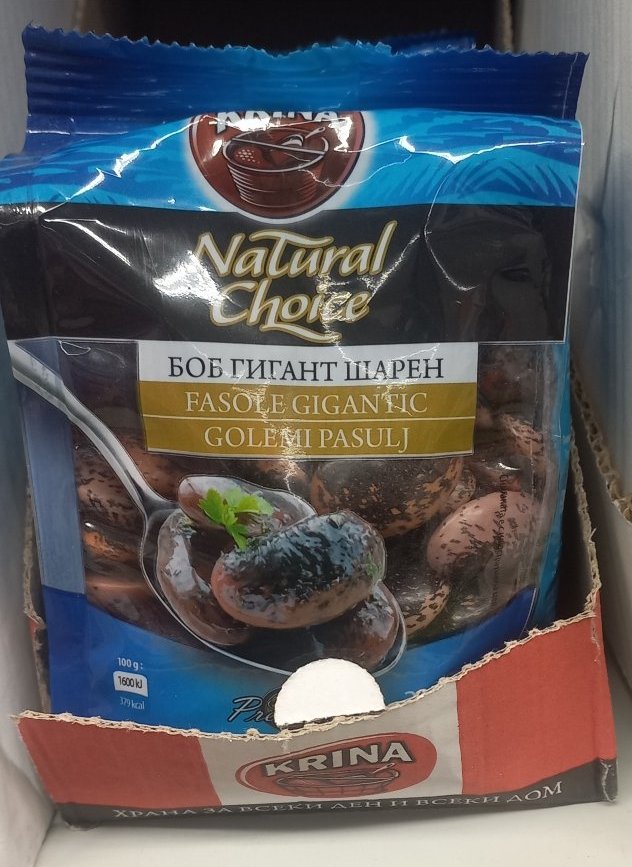 KRINA
Natural
Choice
БОБ ГИГАНТ ШАРЕН
FASOLE GIGANTIC
GOLEMI PASULJ
100 g:
1600 kJ
379 kcal
KRINA
ХРАНА ЗА ВСЕКИ ДЕН И ВСЕКИ ДОМ